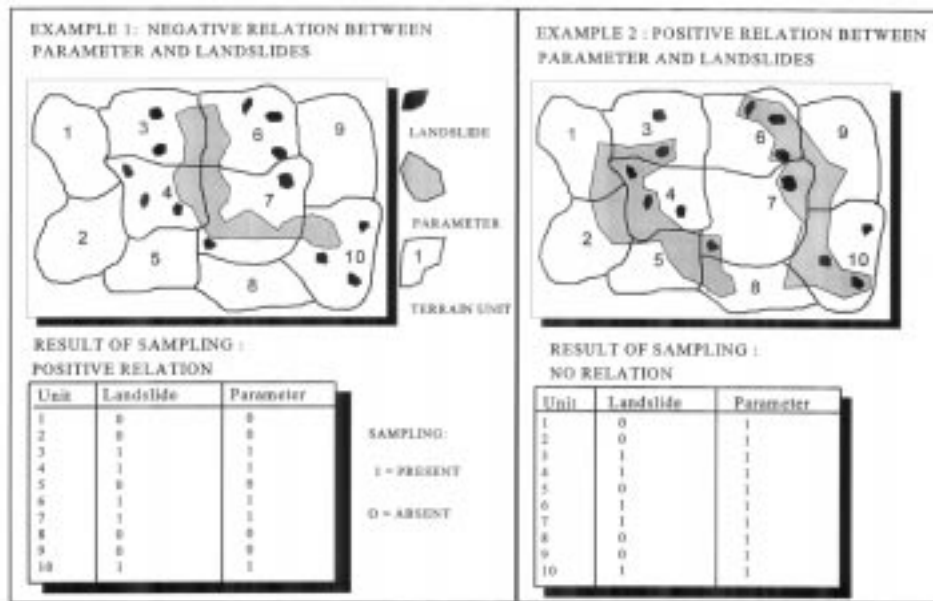 EXAMPLE 1: NEGATIVE RELATION BETWEEN
PARAMETER AND LANDSLIDES
1
3
6
9
4
7
2
5
8
10
LANDSLIDE
PARAMETER
1
TERRAIN UNIT
RESULT OF SAMPLING :
POSITIVE RELATION
Unit Landslide Parameter
1 0 0
2 0 0
3 1 1
4 1 1
5 0 0
6 1 1
7 1 1
8 0 0
9 0 0
10 1 1
SAMPLING:
1 = PRESENT
O = ABSENT
EXAMPLE 2 : POSITIVE RELATION BETWEEN
PARAMETER AND LANDSLIDES
1
3
6
9
4
7
2
5
8
10
RESULT OF SAMPLING :
NO RELATION
Unit Landslide Parameter
1 0 1
2 0 1
3 1 1
4 1 1
5 0 1
6 1 1
7 1 1
8 0 1
9 0 1
10 1 1